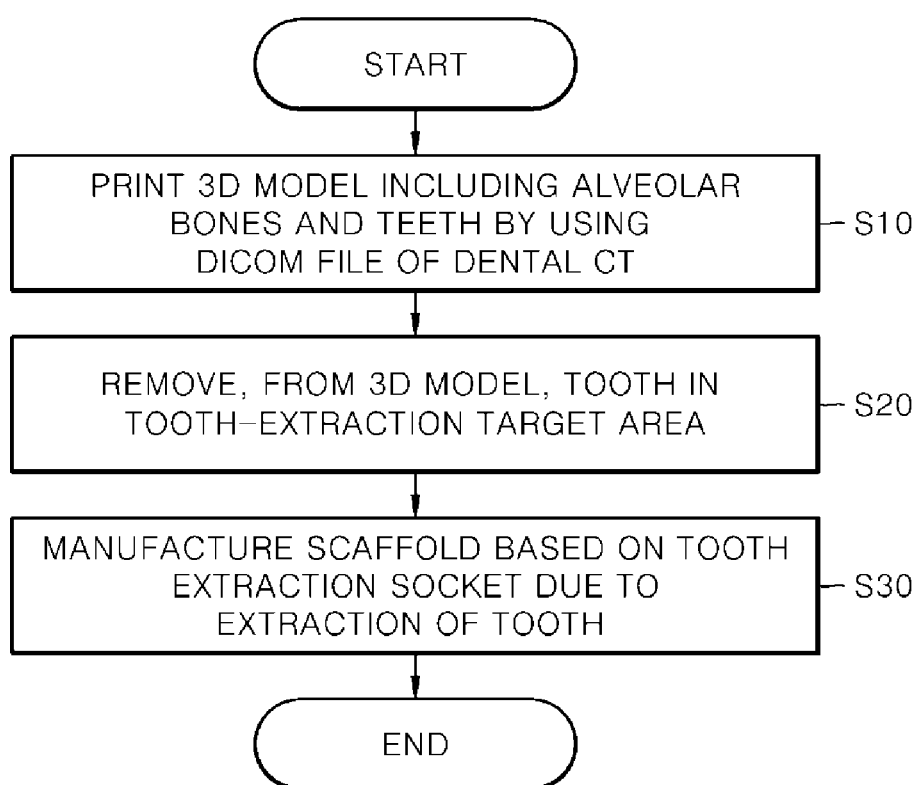 START
PRINT 3D MODEL INCLUDING ALVEOLAR
BONES AND TEETH BY USING
DICOM FILE OF DENTAL CT
S10
REMOVE, FROM 3D MODEL, TOOTH IN
TOOTH-EXTRACTION TARGET AREA
S20
MANUFACTURE SCAFFOLD BASED ON TOOTH
EXTRACTION SOCKET DUE TO
EXTRACTION OF TOOTH
S30
END